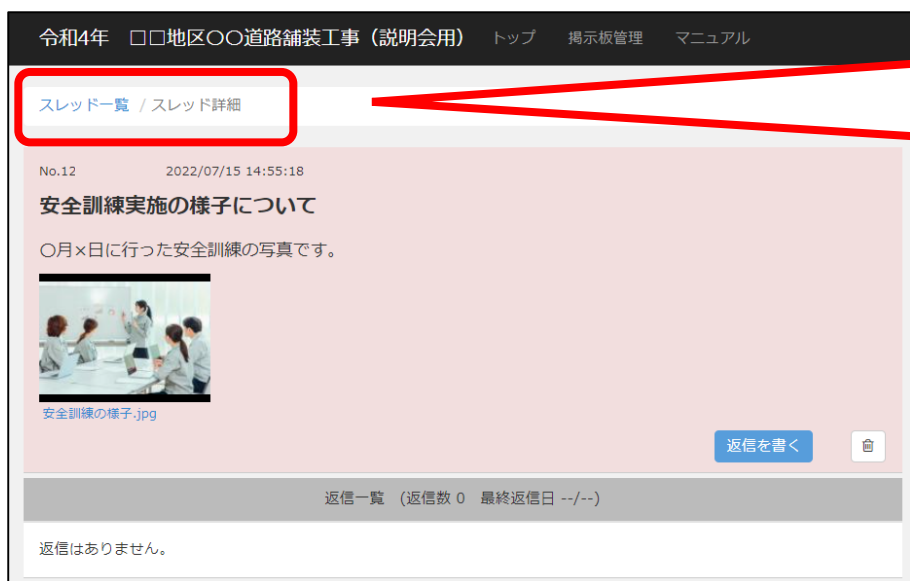 令和4年 □□地区〇〇道路舗装工事（説明会用） トップ 掲示板管理 マニュアル
スレッド一覧 / スレッド詳細
No.12 2022/07/15 14:55:18
安全訓練実施の様子について
〇月×日に行った安全訓練の写真です。
安全訓練の様子.jpg
返信を書く
返信一覧 （返信数 0 最終返信日 --/--)
返信はありません。